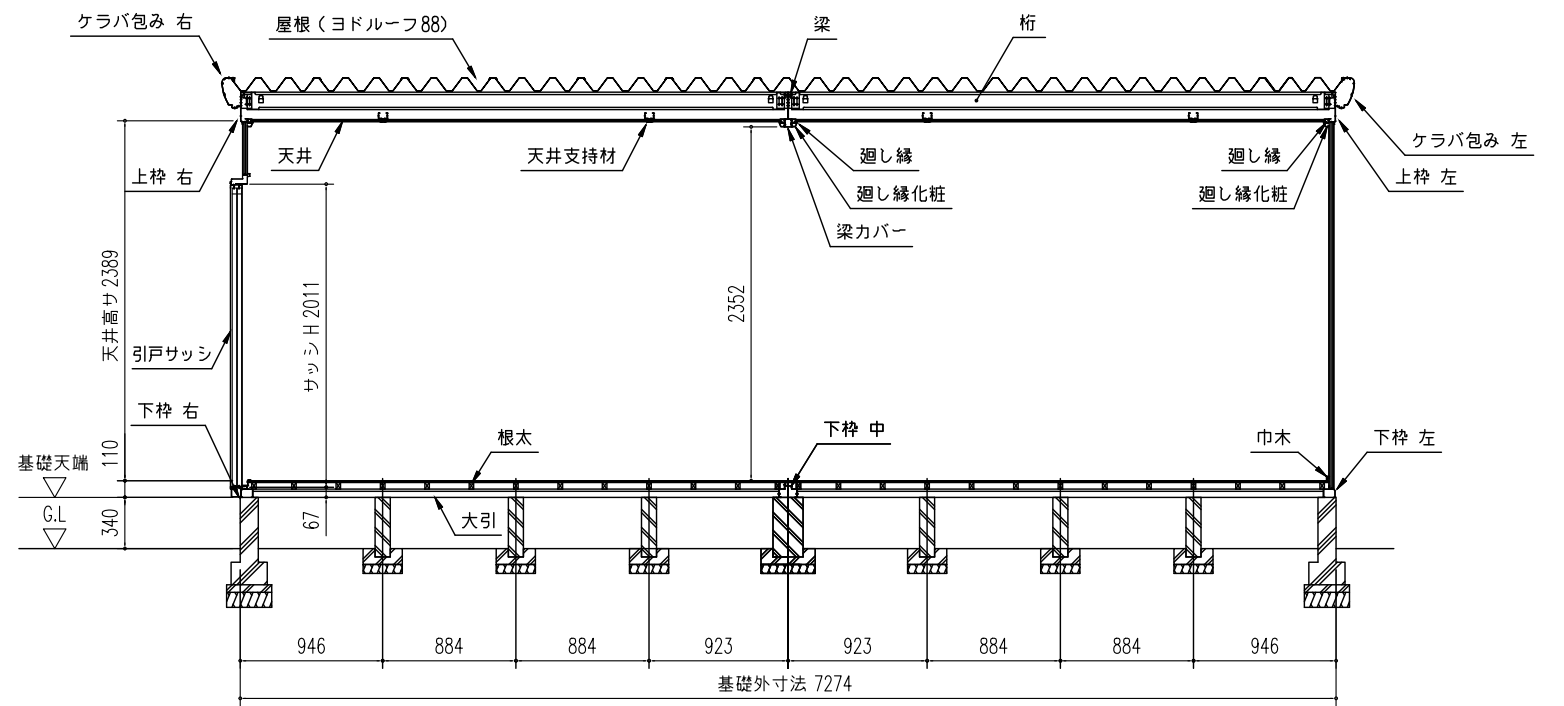 ケラバ包み 右
屋根（ヨドルーフ88）
梁
桁
天井
天井支持材
廻し縁
廻し縁
ケラバ包み 左
上枠 右
廻し縁化粧
廻し縁化粧
上枠 左
梁カバー
天井高サ 2389
サッシ H 2011
2352
引戸サッシ
下枠 右
根太
下枠 中
巾木
下枠 左
110
基礎天端
G.L
340
67
大引
946
884
884
923
923
884
884
946
基礎外寸法 7274